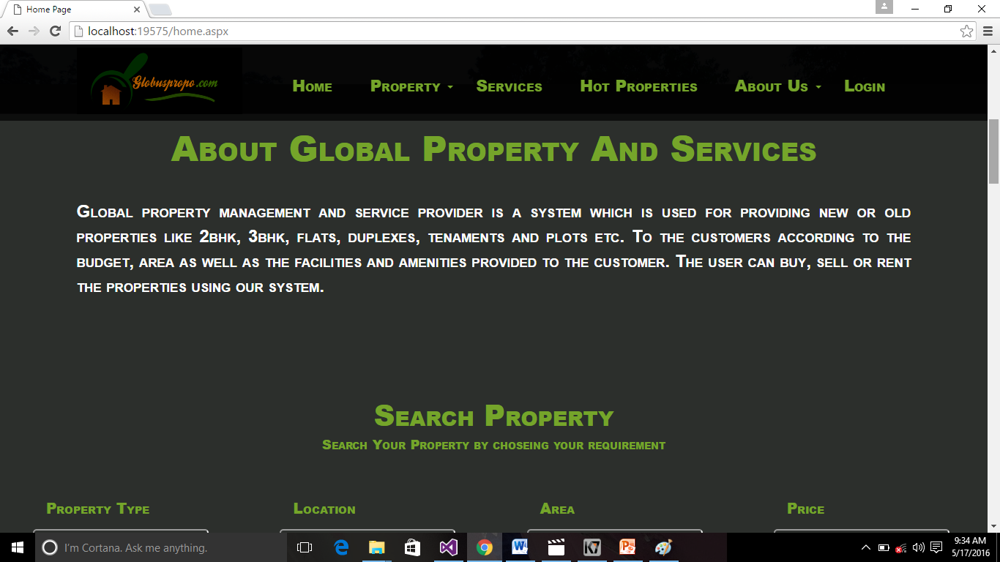 Home Page
localhost:19575/home.aspx
Globuspropo.com
Home Property Services Hot Properties About Us Login
About Global Property And Services
Global property management and service provider is a system which is used for providing new or old
properties like 2bhk, 3bhk, flats, duplexes, tenaments and plots etc. To the customers according to the
budget, area as well as the facilities and amenities provided to the customer. The user can buy, sell or rent
the properties using our system.
Search Property
Search Your Property by choseing your requirement
Property Type Location Area Price
I'm Cortana. Ask me anything.
9:34 AM
5/17/2016